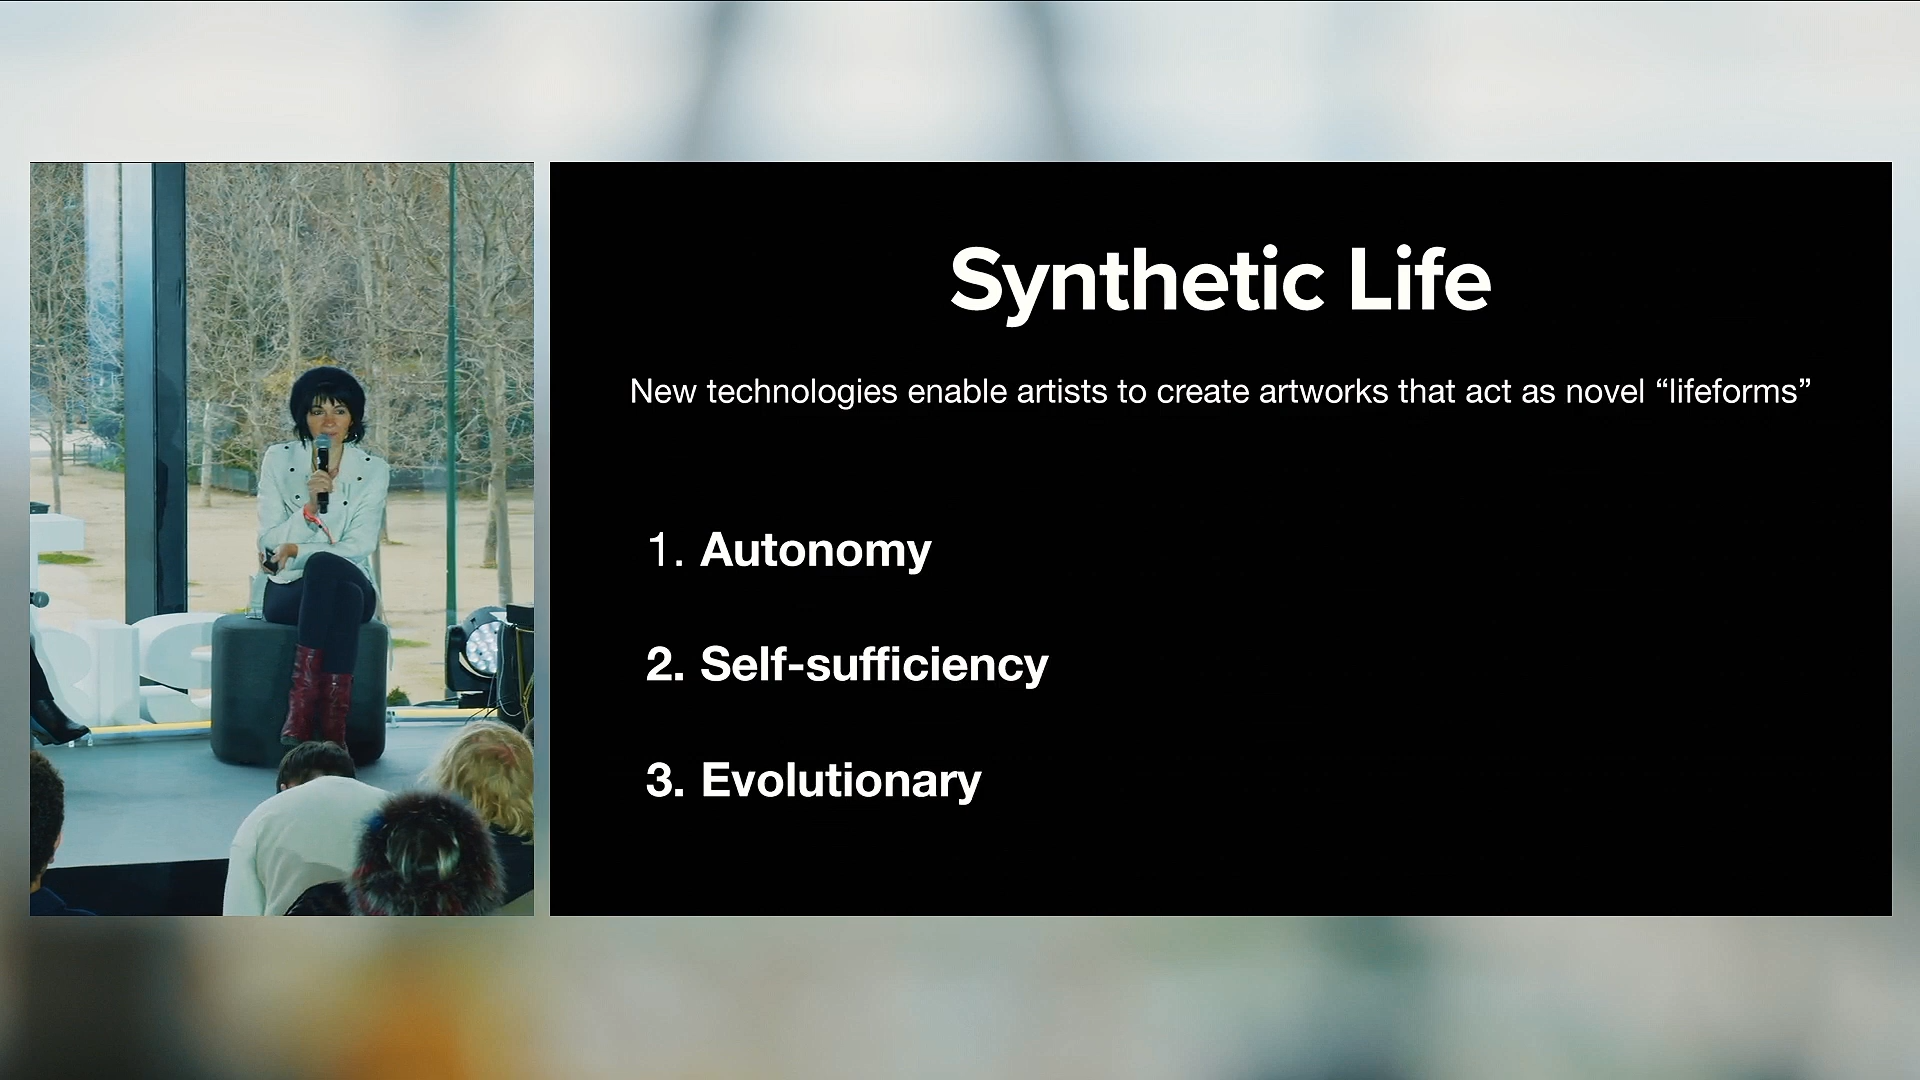 Synthetic Life
New technologies enable artists to create artworks that act as novel “lifeforms”
1. Autonomy
2. Self-sufficiency
3. Evolutionary